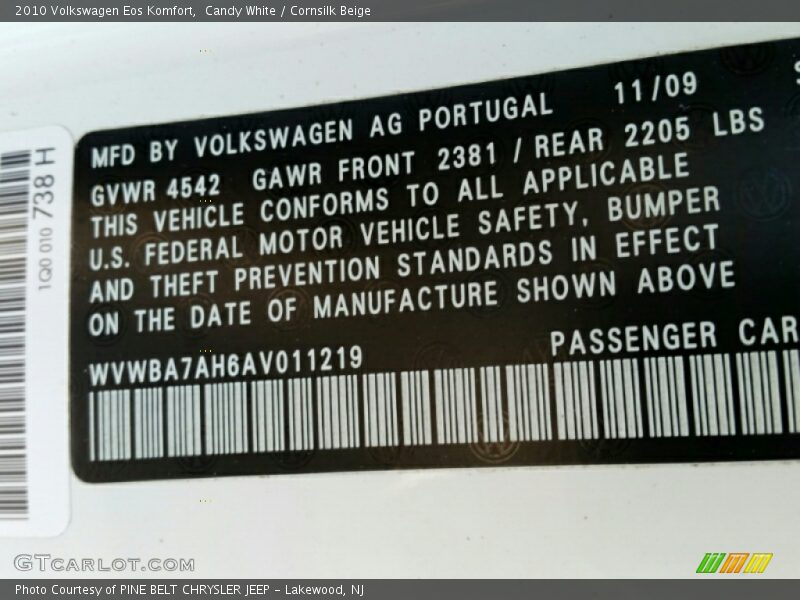 2010 Volkswagen Eos Komfort,  Candy White / Cornsilk Beige
MFD BY VOLKSWAGEN AG PORTUGAL 11/09 S
GVWR 4542 GAWR FRONT 2381 / REAR 2205 LBS
THIS VEHICLE CONFORMS TO ALL APPLICABLE
U.S. FEDERAL MOTOR VEHICLE SAFETY, BUMPER
AND THEFT PREVENTION STANDARDS IN EFFECT
ON THE DATE OF MANUFACTURE SHOWN ABOVE
WVWBA7AH6AV011219 PASSENGER CAR
1Q0 010 738 H
GTCARLOT.COM
Photo Courtesy of PINE BELT CHRYSLER JEEP - Lakewood, NJ